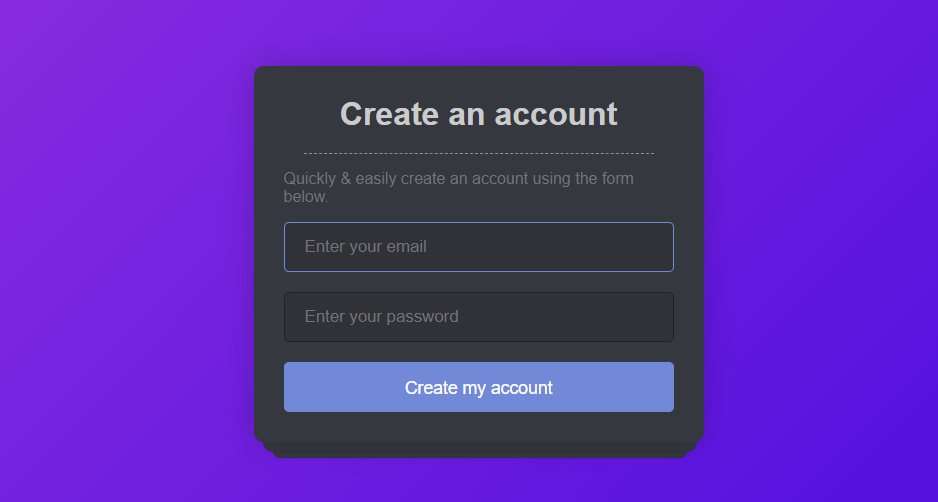 Create an account
Quickly & easily create an account using the form
below.
Enter your email
Enter your password
Create my account